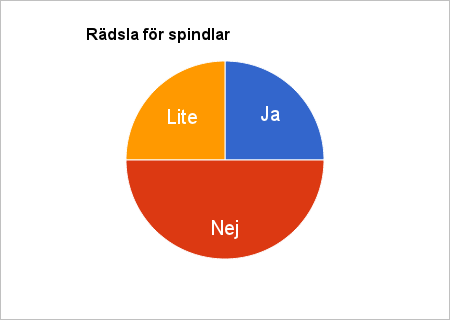 Rädsla för spindlar
Lite
Ja
Nej